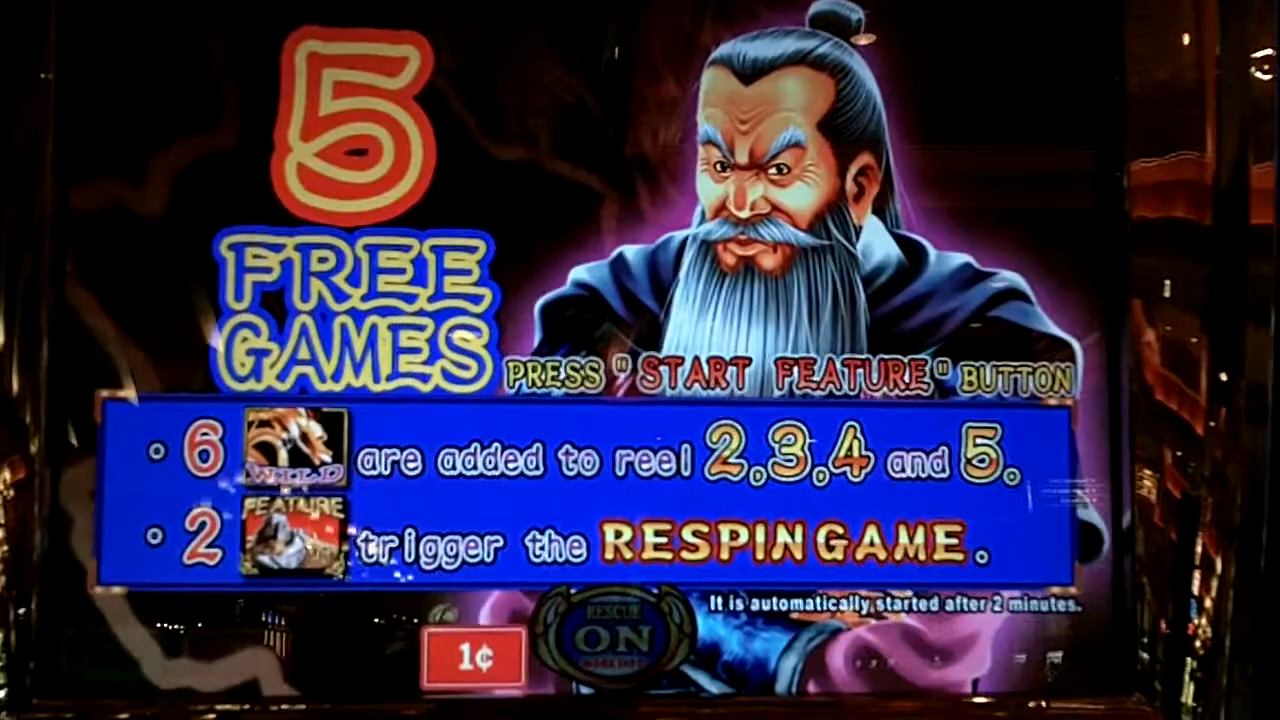 5
FREE
GAMES
PRESS "START FEATURE" BUTTON
• 6 WILD are added to reel 2,3,4 and 5.
• 2 FEATURE trigger the RESPIN GAME.
It is automatically started after 2 minutes.
1¢
RESCUE
ON